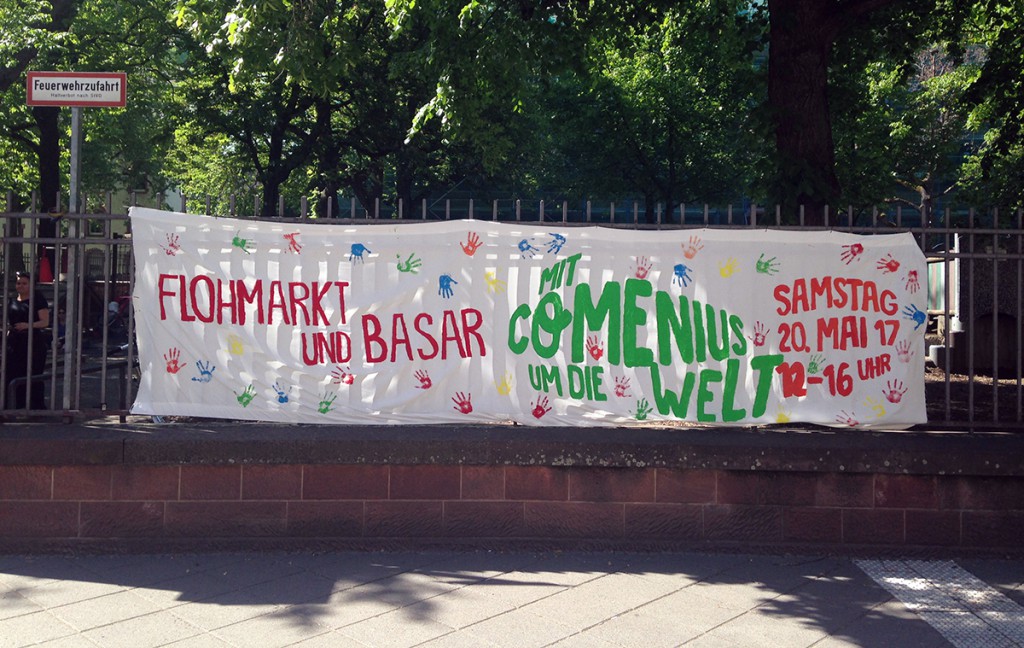 Feuerwehrzufahrt
FLOHMARKT
UND BASAR
MIT
COMENIUS
UM DIE WELT
SAMSTAG
20. MAI 17
12-16 UHR